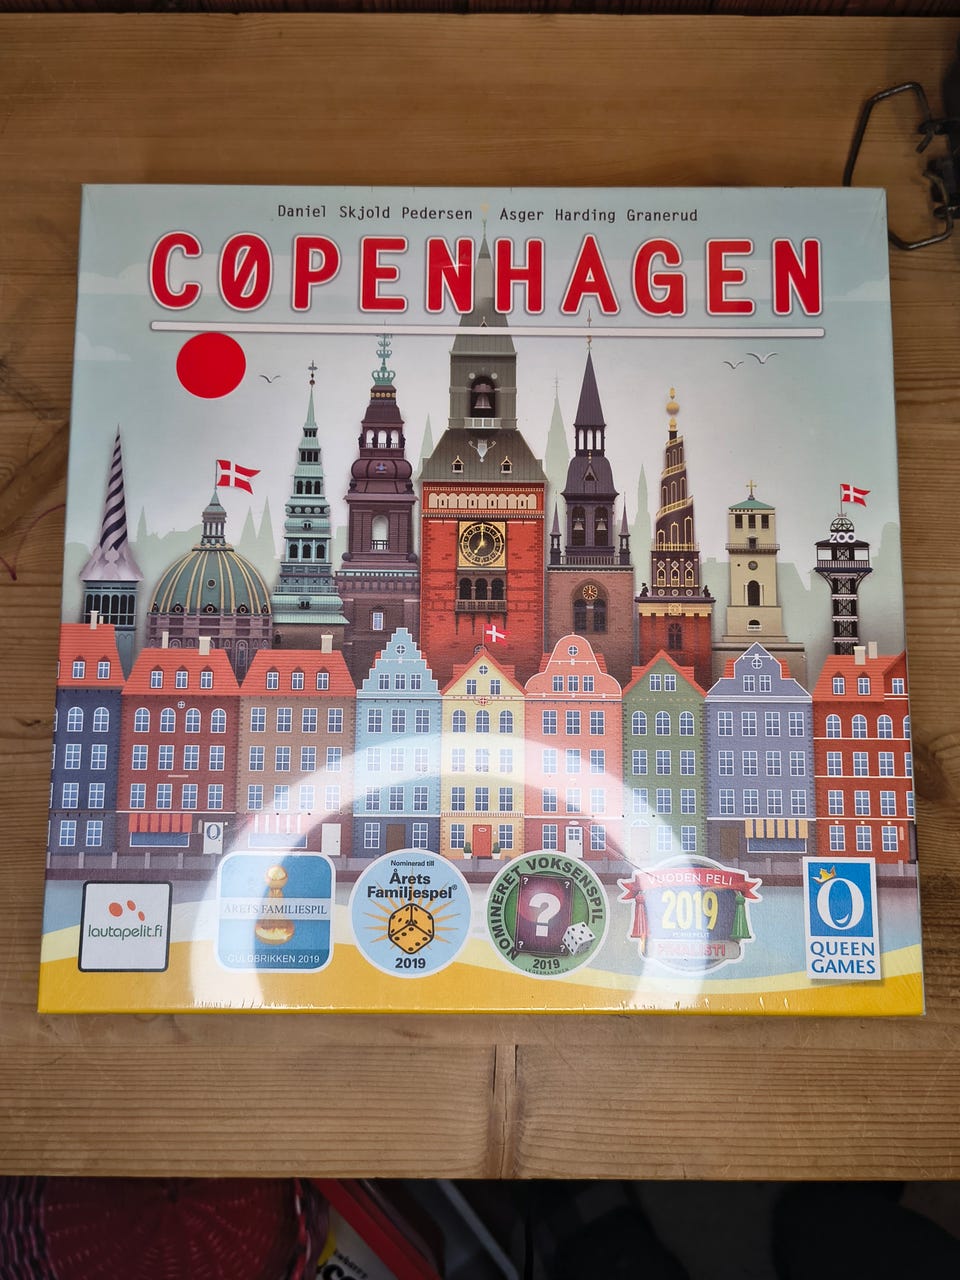 Daniel Skjold Pedersen Asger Harding Granerud
CØPENHAGEN
ZOO
lautapelit.fi
ÅRETS FAMILIESPIL
GULDBRIKKEN 2019
Nominerad till
Årets
Familjespel®
2019
NOMINERET VOKSENSPIL
?
2019
VUODEN PELI
2019
FINALISTI
QUEEN
GAMES